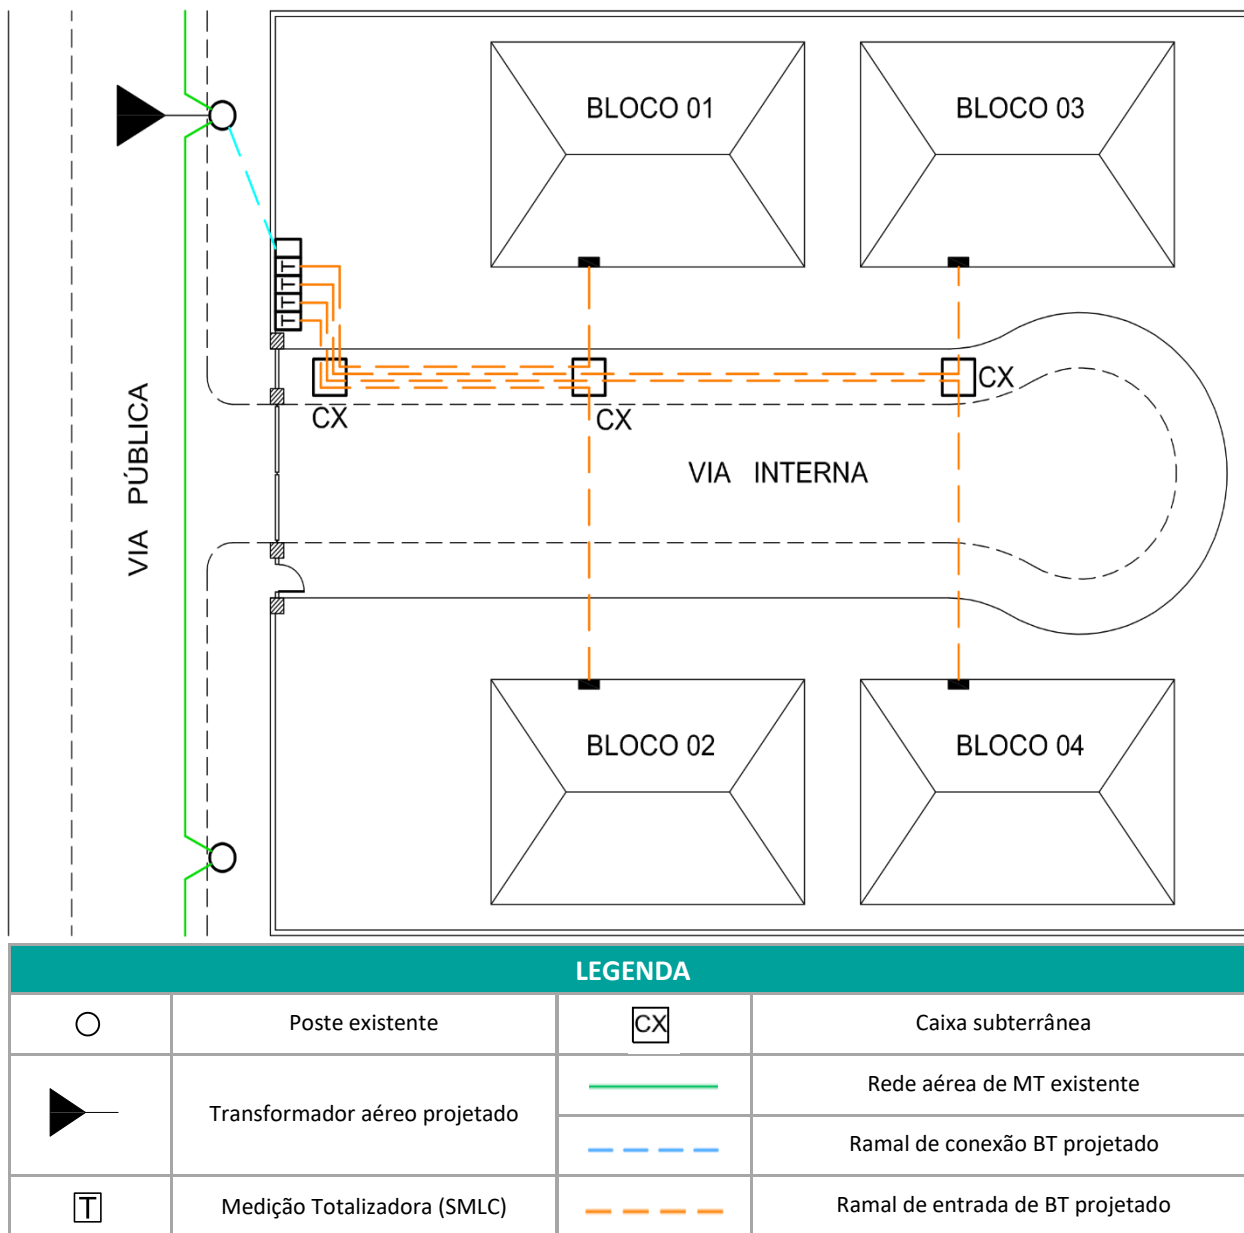 BLOCO 01
BLOCO 03
T
T
T
T
CX
CX
CX
VIA PÚBLICA
VIA INTERNA
BLOCO 02
BLOCO 04
LEGENDA
Poste existente
CX
Caixa subterrânea
Transformador aéreo projetado
Rede aérea de MT existente
Ramal de conexão BT projetado
T
Medição Totalizadora (SMLC)
Ramal de entrada de BT projetado